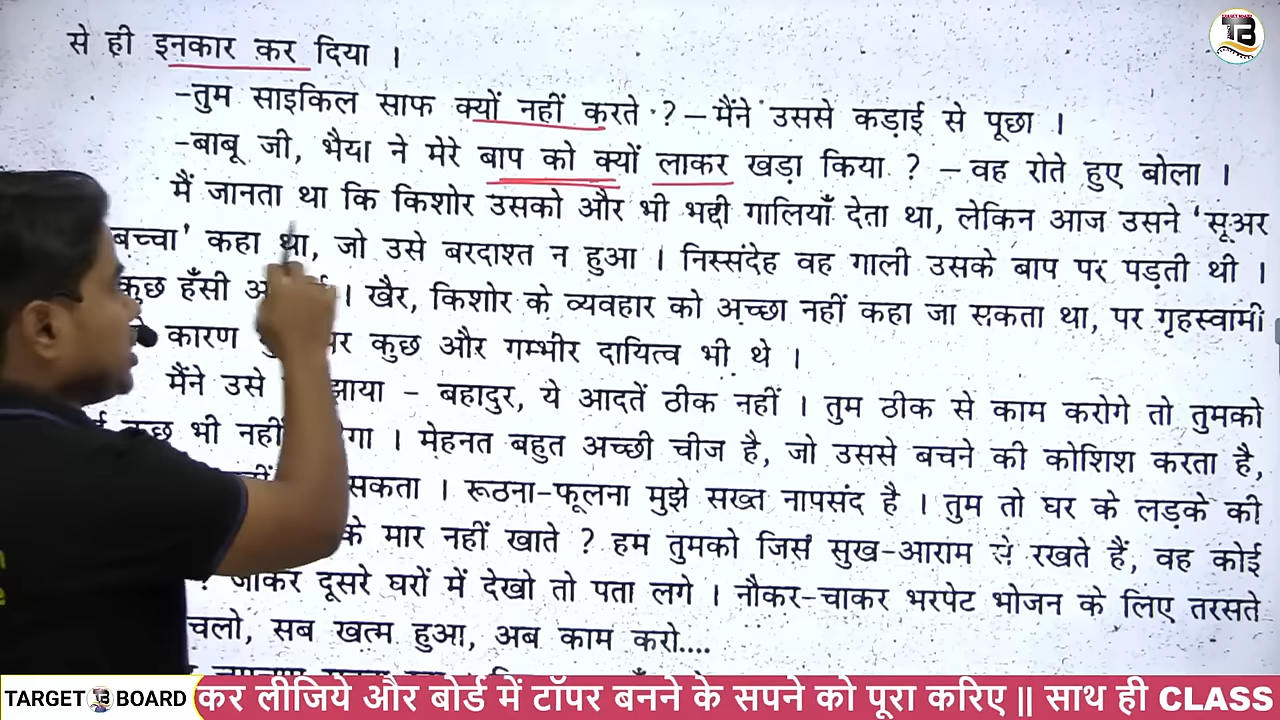 से ही इनकार कर दिया ।
-तुम साइकिल साफ क्यों नहीं करते ? – मैंने उससे कड़ाई से पूछा ।
-बाबू जी, भैया ने मेरे बाप को क्यों लाकर खड़ा किया ? – वह रोते हुए बोला ।
मैं जानता था कि किशोर उसको और भी भद्दी गालियाँ देता था, लेकिन आज उसने ‘सूअर
बच्चा’ कहा था, जो उसे बरदाश्त न हुआ । निस्संदेह वह गाली उसके बाप पर पड़ती थी ।
कुछ हँसी । खैर, किशोर के व्यवहार को अच्छा नहीं कहा जा सकता था, पर गृहस्वामी
कारण कुछ और गम्भीर दायित्व भी थे ।
मैंने उसे – बहादुर, ये आदतें ठीक नहीं । तुम ठीक से काम करोगे तो तुमको
कुछ भी नहीं । मेहनत बहुत अच्छी चीज है, जो उससे बचने की कोशिश करता है,
सकता । रूठना-फूलना मुझे सख्त नापसंद है । तुम तो घर के लड़के की
के मार नहीं खाते ? हम तुमको जिस सुख-आराम से रखते हैं, वह कोई
? जाकर दूसरे घरों में देखो तो पता लगे । नौकर-चाकर भरपेट भोजन के लिए तरसते
चलो, सब खत्म हुआ, अब काम करो....
TARGET TB BOARD कर लीजिये और बोर्ड में टॉपर बनने के सपने को पूरा करिए || साथ ही CLASS
TARGET BOARD
TB